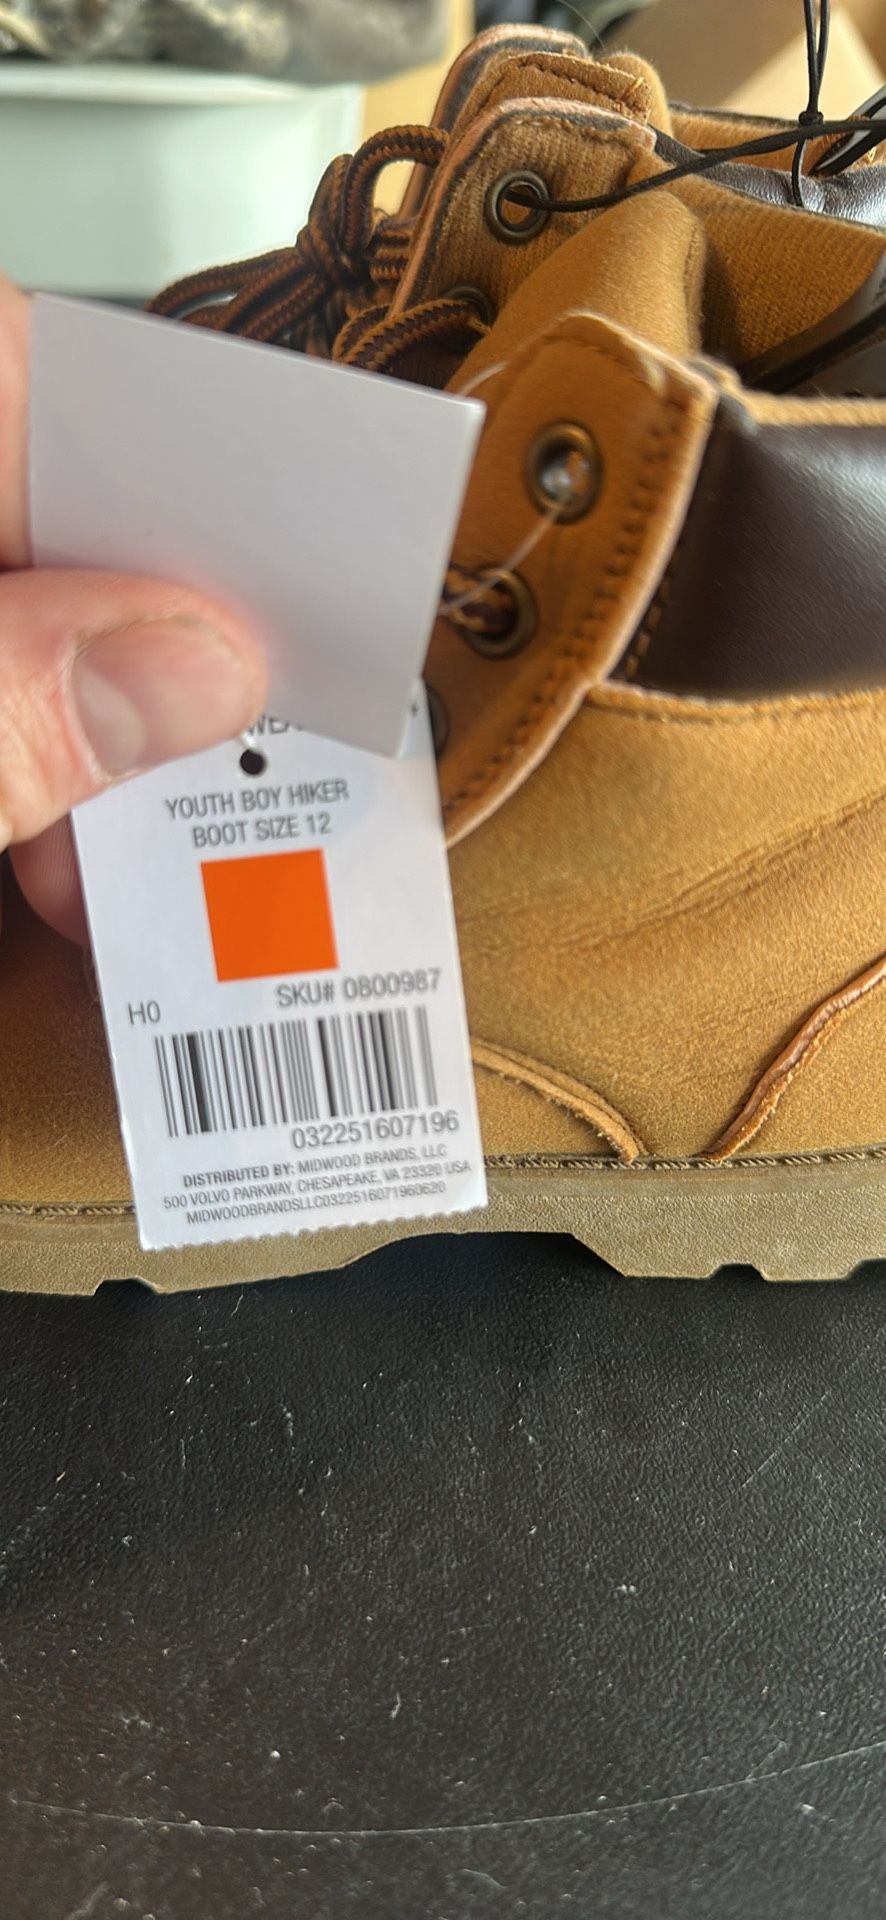 YOUTH BOY HIKER
BOOT SIZE 12
SKU# 0800987
H0
032251607196
DISTRIBUTED BY: MIDWOOD BRANDS, LLC
500 VOLVO PARKWAY, CHESAPEAKE, VA 23320 USA
MIDWOODBRANDSLLC0322516071960620